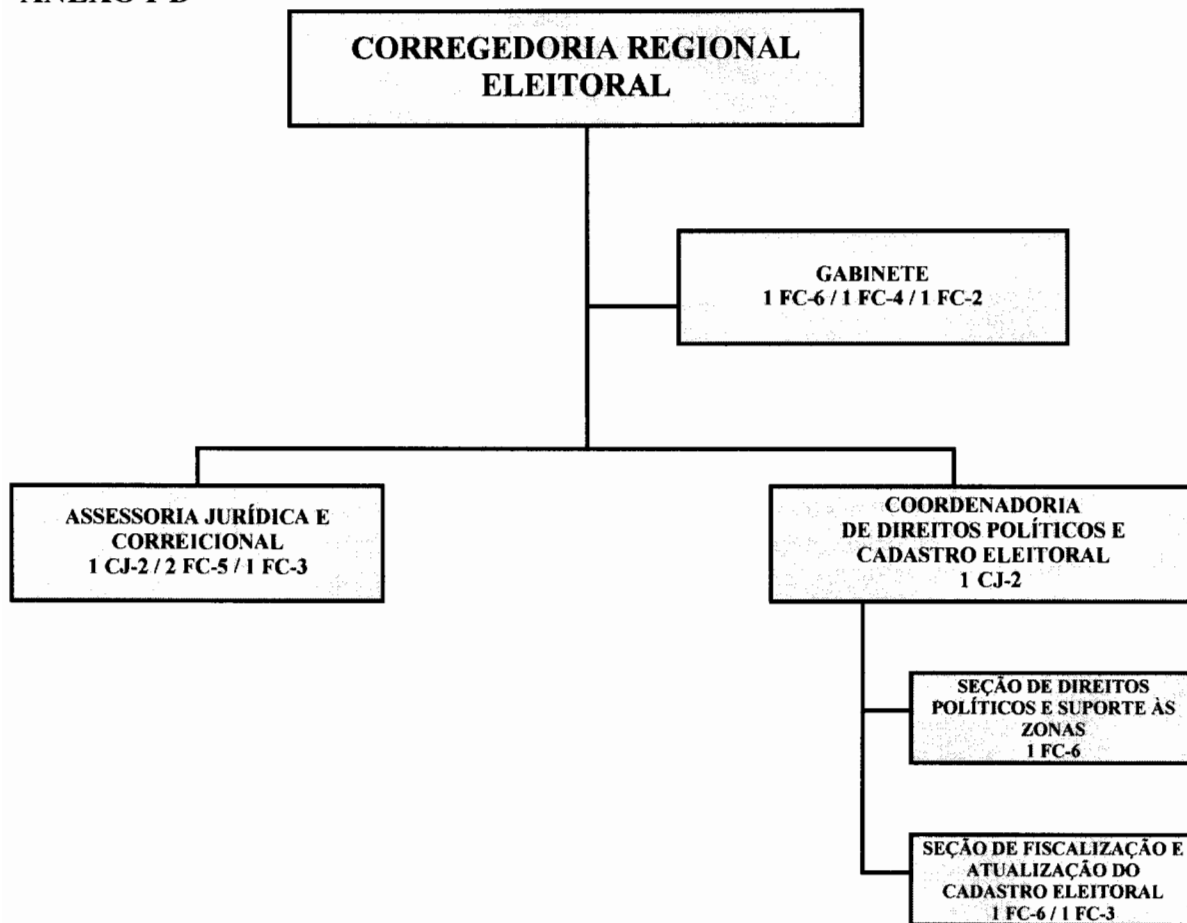 CORREGEDORIA REGIONAL
ELEITORAL
GABINETE
1 FC-6 / 1 FC-4 / 1 FC-2
ASSESSORIA JURÍDICA E
CORREICIONAL
1 CJ-2 / 2 FC-5 / 1 FC-3
COORDENADORIA
DE DIREITOS POLÍTICOS E
CADASTRO ELEITORAL
1 CJ-2
SEÇÃO DE DIREITOS
POLÍTICOS E SUPORTE ÀS
ZONAS
1 FC-6
SEÇÃO DE FISCALIZAÇÃO E
ATUALIZAÇÃO DO
CADASTRO ELEITORAL
1 FC-6 / 1 FC-3